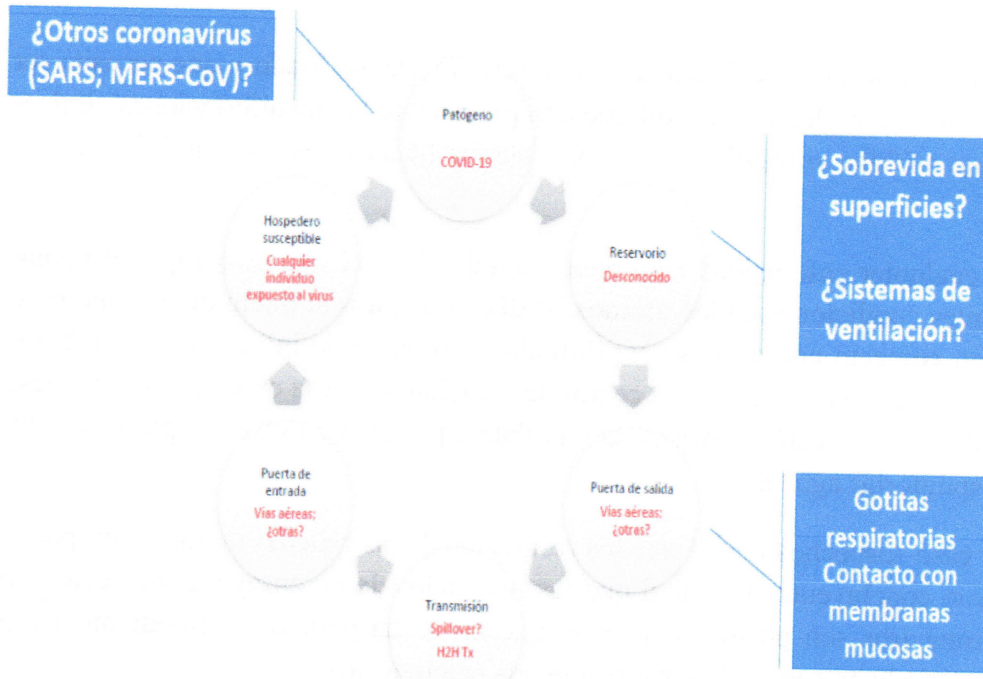 ¿Otros coronavírus
(SARS; MERS-CoV)?
Patógeno
COVID-19
¿Sobrevida en
superficies?
¿Sistemas de
ventilación?
Reservorio
Desconocido
Puerta de salida
Vías aéreas;
¿otras?
Gotitas
respiratorias
Contacto con
membranas
mucosas
Transmisión
Spillover?
H2H Tx
Puerta de
entrada
Vías aéreas;
¿otras?
Hospedero
susceptible
Cualquier
indivíduo
expuesto al virus